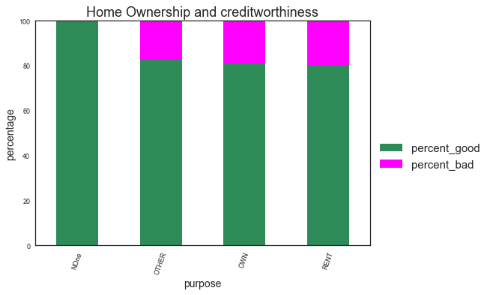 Home Ownership and creditworthiness
100
80
60
40
20
0
percentage
NOne
OTHER
OWN
RENT
purpose
percent_good
percent_bad